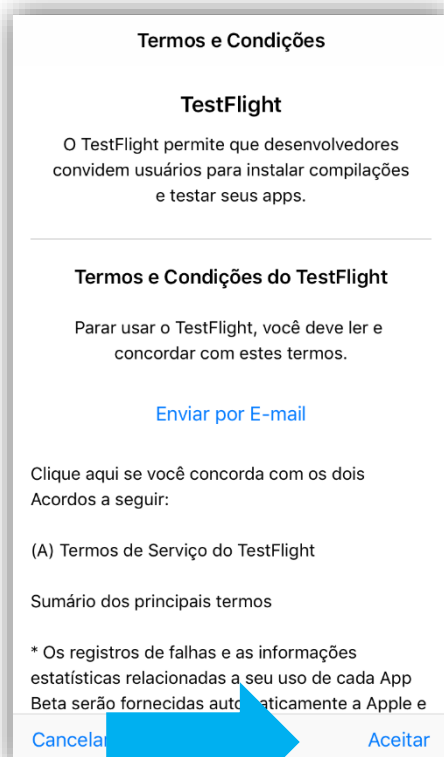 Termos e Condições
TestFlight
O TestFlight permite que desenvolvedores
convidem usuários para instalar compilações
e testar seus apps.
Termos e Condições do TestFlight
Parar usar o TestFlight, você deve ler e
concordar com estes termos.
Enviar por E-mail
Clique aqui se você concorda com os dois
Acordos a seguir:
(A) Termos de Serviço do TestFlight
Sumário dos principais termos
* Os registros de falhas e as informações
estatísticas relacionadas a seu uso de cada App
Beta serão fornecidas automaticamente a Apple e
Cancelar Aceitar